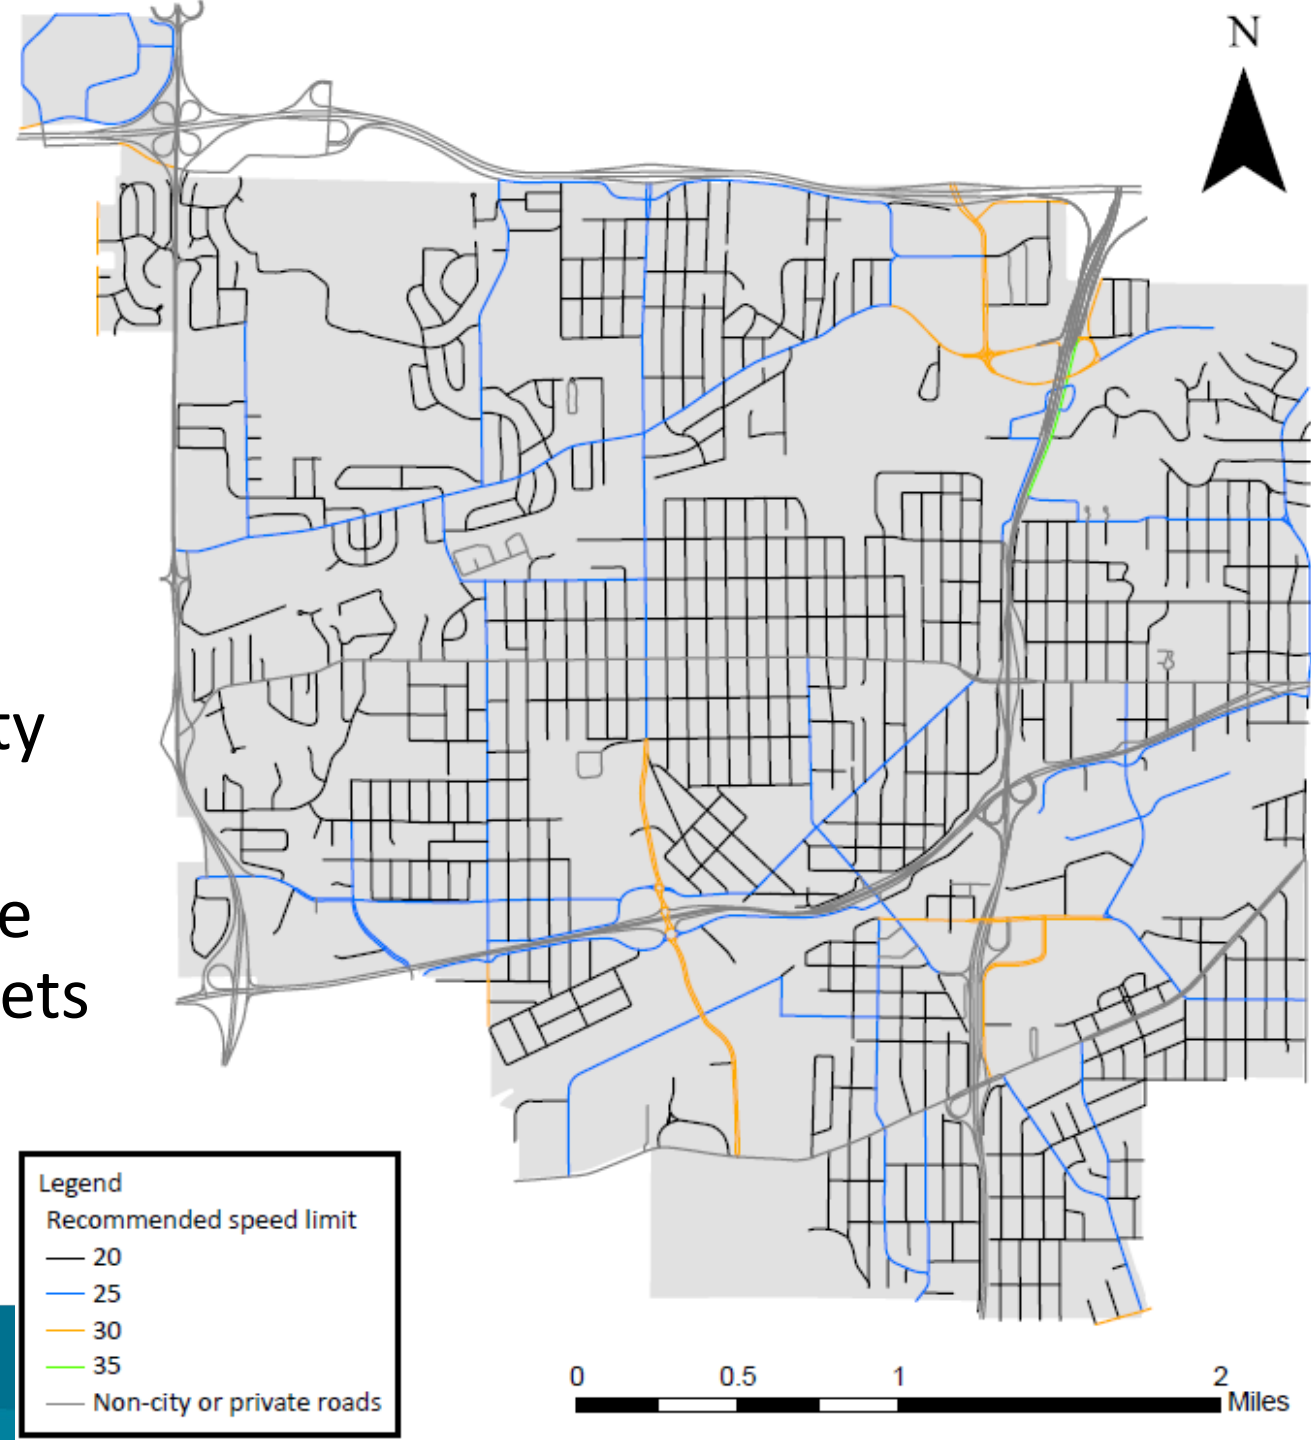 N
ty
e
ets
Legend
Recommended speed limit
20
25
30
35
Non-city or private roads
0 0.5 1 2
Miles